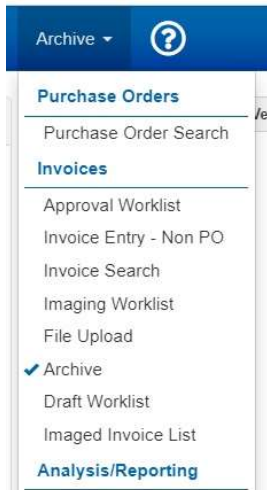 Archive
?
Purchase Orders
Purchase Order Search
Invoices
Approval Worklist
Invoice Entry - Non PO
Invoice Search
Imaging Worklist
File Upload
Archive
Draft Worklist
Imaged Invoice List
Analysis/Reporting